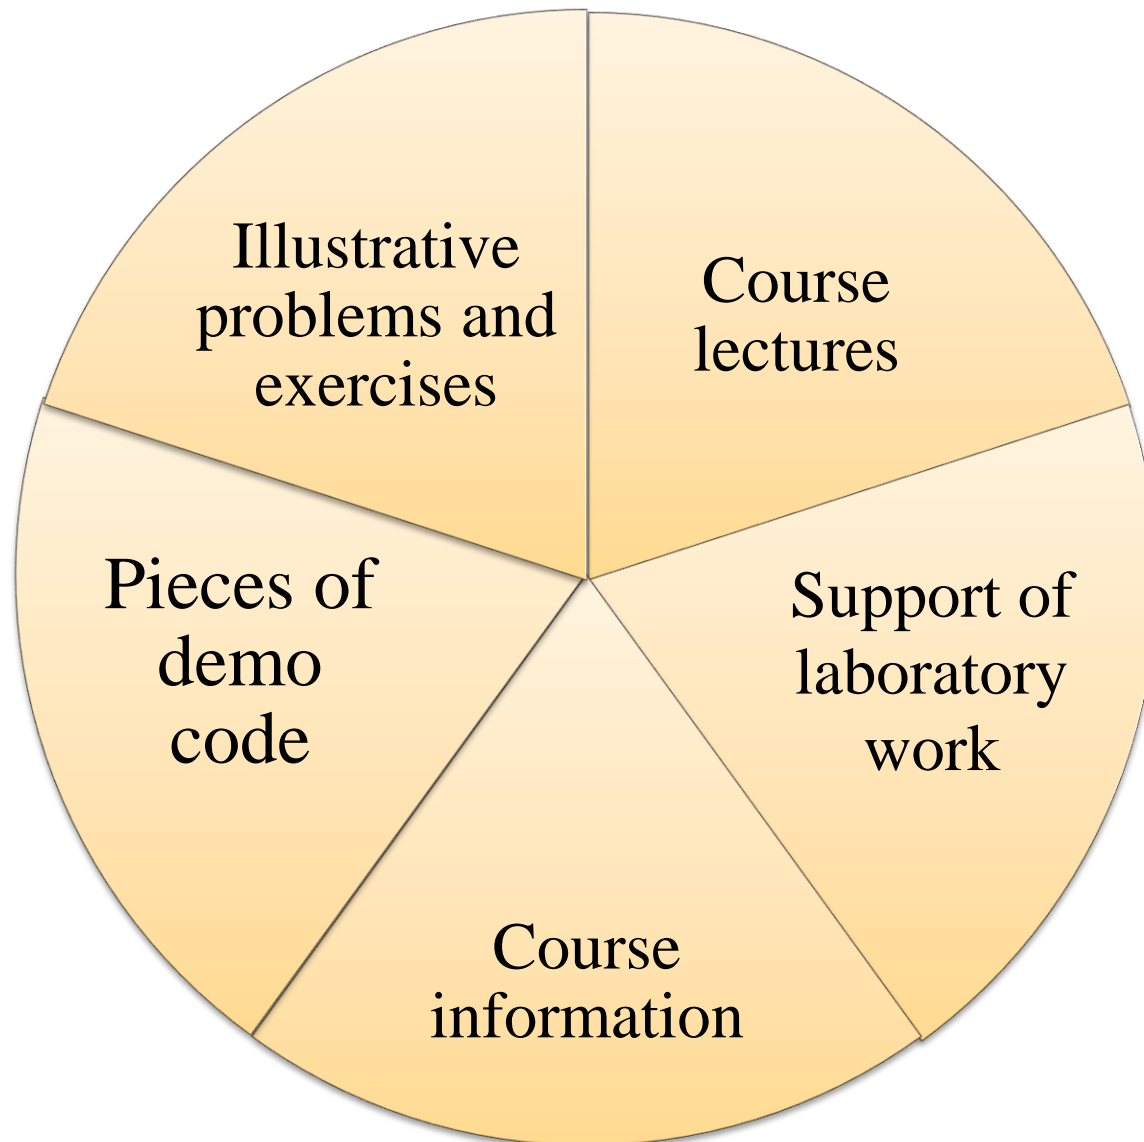 Illustrative
problems and
exercises
Course
lectures
Pieces of
demo
code
Support of
laboratory
work
Course
information